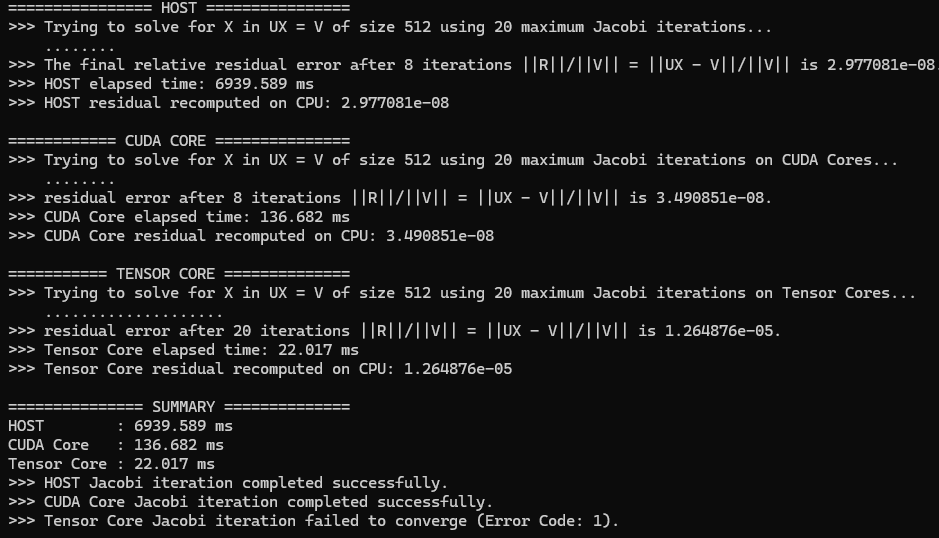 ================ HOST ================
>>> Trying to solve for X in UX = V of size 512 using 20 maximum Jacobi iterations...
    ........
>>> The final relative residual error after 8 iterations ||R||/||V|| = ||UX - V||/||V|| is 2.977081e-08.
>>> HOST elapsed time: 6939.589 ms
>>> HOST residual recomputed on CPU: 2.977081e-08

============ CUDA CORE ===============
>>> Trying to solve for X in UX = V of size 512 using 20 maximum Jacobi iterations on CUDA Cores...
    ........
>>> residual error after 8 iterations ||R||/||V|| = ||UX - V||/||V|| is 3.490851e-08.
>>> CUDA Core elapsed time: 136.682 ms
>>> CUDA Core residual recomputed on CPU: 3.490851e-08

=========== TENSOR CORE ==============
>>> Trying to solve for X in UX = V of size 512 using 20 maximum Jacobi iterations on Tensor Cores...
    ....................
>>> residual error after 20 iterations ||R||/||V|| = ||UX - V||/||V|| is 1.264876e-05.
>>> Tensor Core elapsed time: 22.017 ms
>>> Tensor Core residual recomputed on CPU: 1.264876e-05

=============== SUMMARY ==============
HOST        : 6939.589 ms
CUDA Core   : 136.682 ms
Tensor Core : 22.017 ms
>>> HOST Jacobi iteration completed successfully.
>>> CUDA Core Jacobi iteration completed successfully.
>>> Tensor Core Jacobi iteration failed to converge (Error Code: 1).